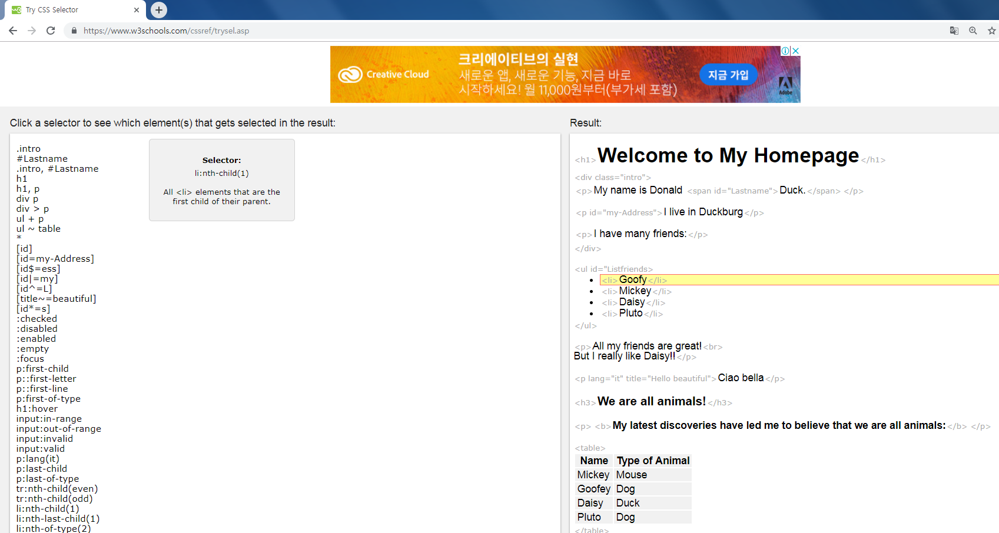 Try CSS Selector
https://www.w3schools.com/cssref/trysel.asp
Creative Cloud
크리에이티브의 실현
새로운 앱, 새로운 기능, 지금 바로
시작하세요! 월 11,000원부터(부가세 포함)
지금 가입
Adobe
Click a selector to see which element(s) that gets selected in the result:
.intro
#Lastname
.intro, #Lastname
h1
h1, p
div p
div > p
ul + p
ul ~ table
*
[id]
[id=my-Address]
[id$=ess]
[id|=my]
[id^=L]
[title~=beautiful]
[id*=s]
:checked
:disabled
:enabled
:empty
:focus
p:first-child
p::first-letter
p::first-line
p:first-of-type
h1:hover
input:in-range
input:out-of-range
input:invalid
input:valid
p:lang(it)
p:last-child
p:last-of-type
tr:nth-child(even)
tr:nth-child(odd)
li:nth-child(1)
li:nth-last-child(1)
li:nth-of-type(2)
Selector:
li:nth-child(1)
All <li> elements that are the
first child of their parent.
Result:
<h1>Welcome to My Homepage</h1>
<div class="intro">
<p>My name is Donald <span id="Lastname">Duck.</span> </p>
<p id="my-Address">I live in Duckburg</p>
<p>I have many friends:</p>
</div>
<ul id="Listfriends>
<li>Goofy</li>
<li>Mickey</li>
<li>Daisy</li>
<li>Pluto</li>
</ul>
<p>All my friends are great!<br>
But I really like Daisy!!</p>
<p lang="it" title="Hello beautiful">Ciao bella</p>
<h3>We are all animals!</h3>
<p> <b>My latest discoveries have led me to believe that we are all animals:</b> </p>
<table>
Name Type of Animal
Mickey Mouse
Goofey Dog
Daisy Duck
Pluto Dog
</table>